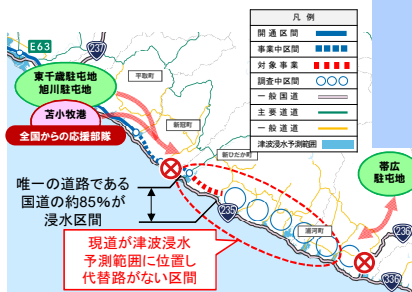 E63
237
平取町
東千歳駐屯地
旭川駐屯地
苫小牧港
全国からの応援部隊
新冠町
新ひだか町
唯一の道路である
国道の約85%が
浸水区間
235
浦河町
帯広
駐屯地
336
236
現道が津波浸水
予測範囲に位置し
代替路がない区間
凡例
開通区間
事業中区間
対象事業
調査中区間
一般国道
主要道道
一般道道
津波浸水予測範囲